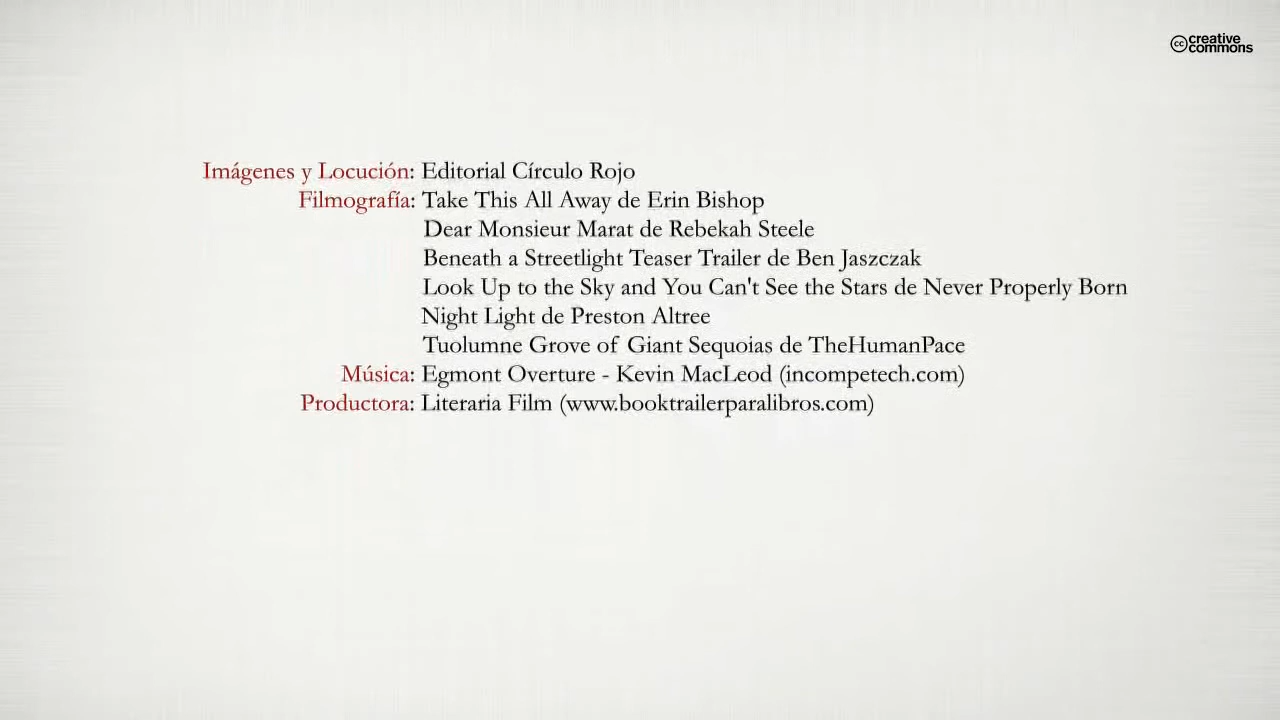 cc creative commons
Imágenes y Locución: Editorial Círculo Rojo
Filmografía: Take This All Away de Erin Bishop
Dear Monsieur Marat de Rebekah Steele
Beneath a Streetlight Teaser Trailer de Ben Jaszczak
Look Up to the Sky and You Can't See the Stars de Never Properly Born
Night Light de Preston Altree
Tuolumne Grove of Giant Sequoias de TheHumanPace
Música: Egmont Overture - Kevin MacLeod (incompetech.com)
Productora: Literaria Film (www.booktrailerparalibros.com)